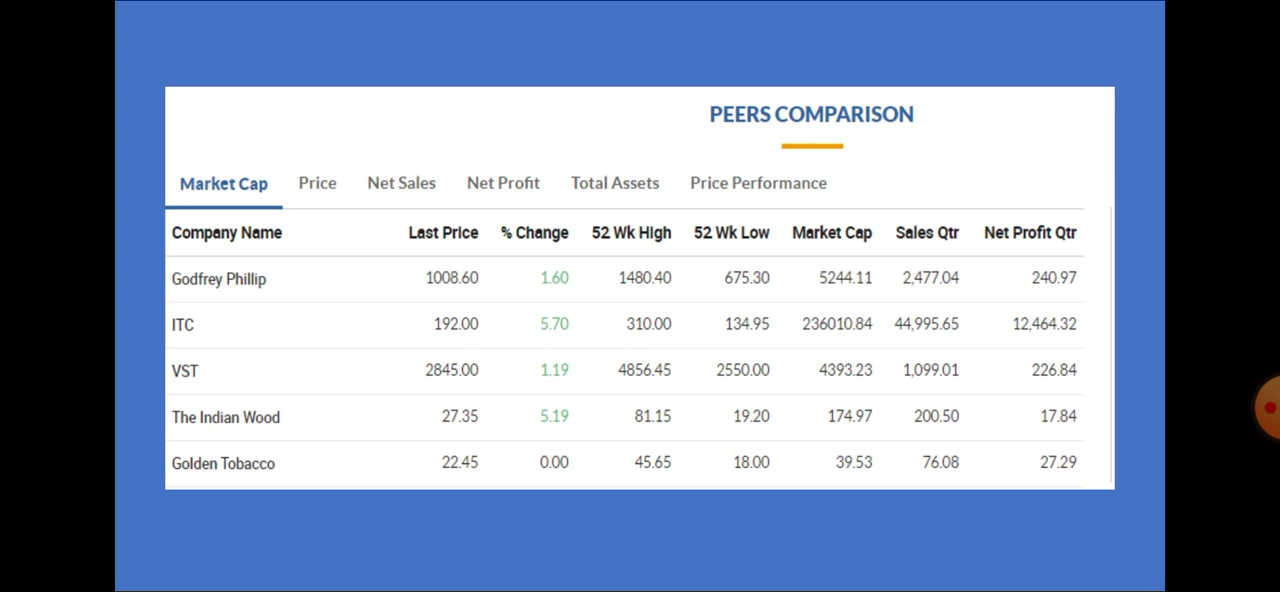 PEERS COMPARISON
Market Cap Price Net Sales Net Profit Total Assets Price Performance
Company Name Last Price % Change 52 Wk High 52 Wk Low Market Cap Sales Qtr Net Profit Qtr
Godfrey Phillip 1008.60 1.60 1480.40 675.30 5244.11 2,477.04 240.97
ITC 192.00 5.70 310.00 134.95 236010.84 44,995.65 12,464.32
VST 2845.00 1.19 4856.45 2550.00 4393.23 1,099.01 226.84
The Indian Wood 27.35 5.19 81.15 19.20 174.97 200.50 17.84
Golden Tobacco 22.45 0.00 45.65 18.00 39.53 76.08 27.29